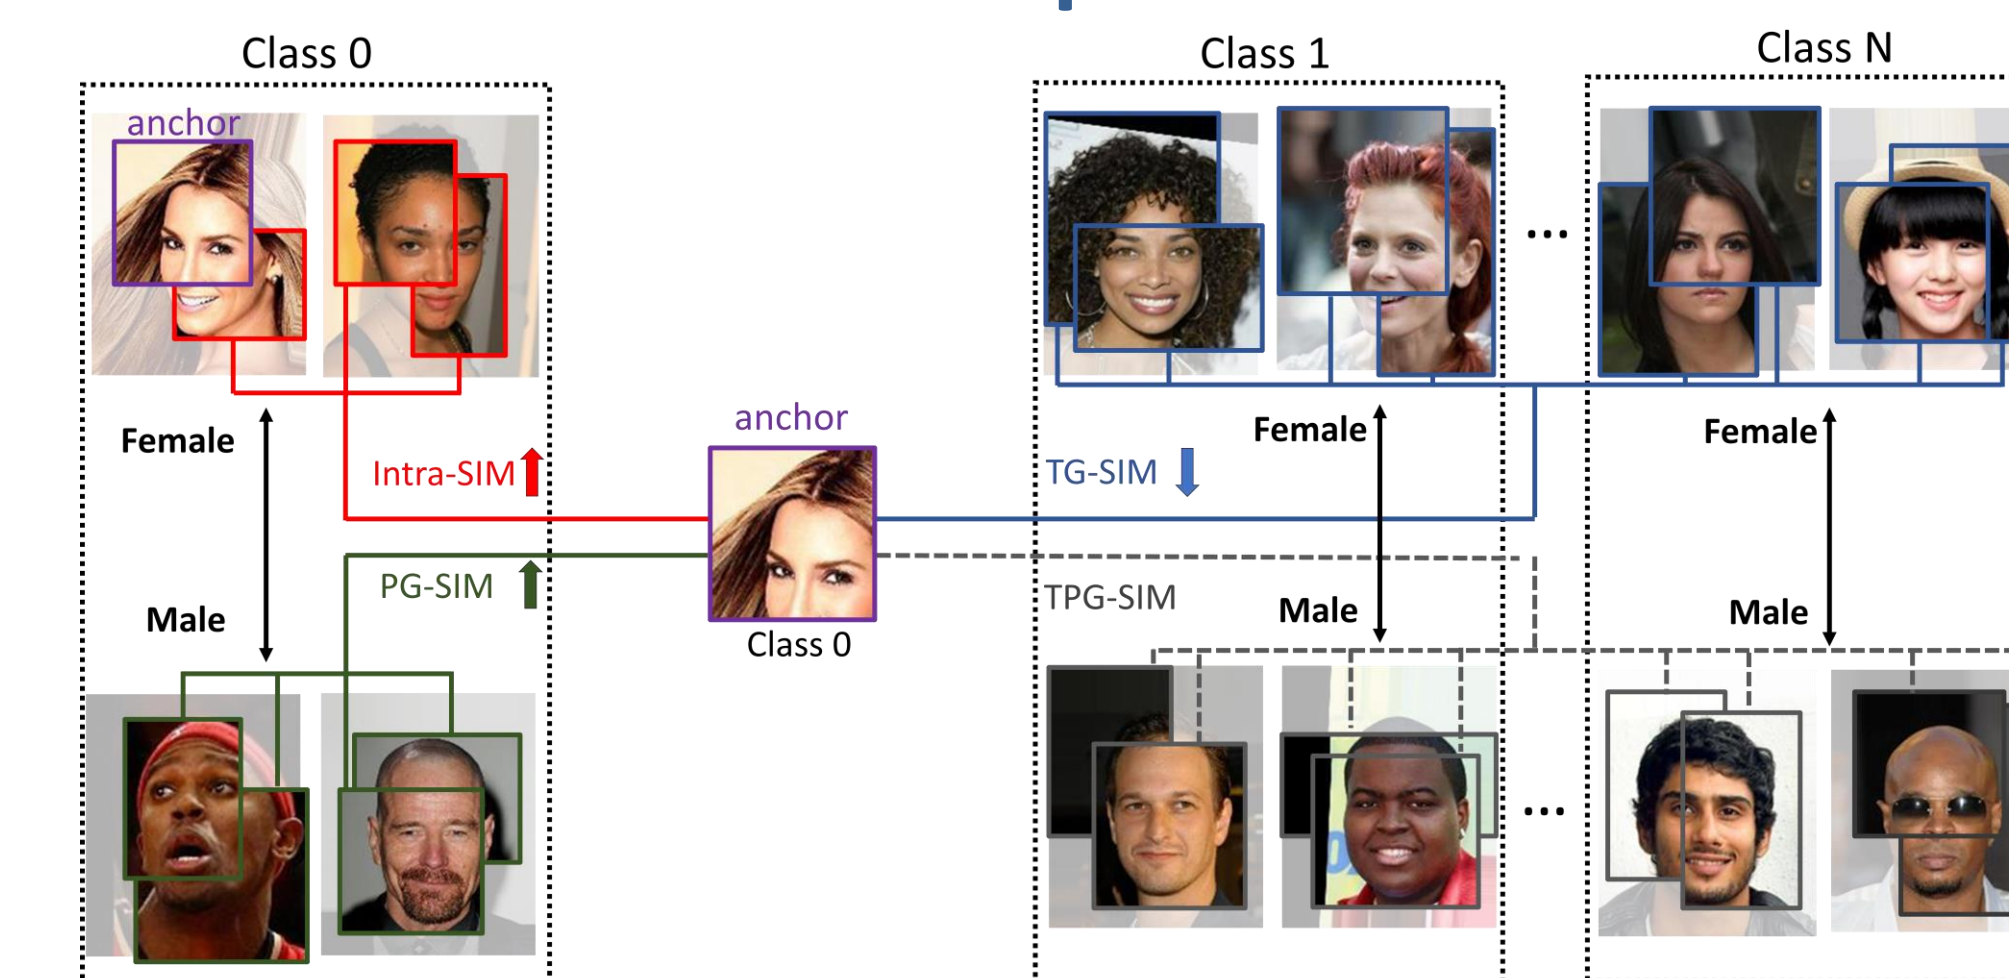 Class 0
Class 1
Class N
anchor
...
anchor
Female
Female
Female
Intra-SIM
TG-SIM
PG-SIM
TPG-SIM
Male
Male
Male
Class 0
...